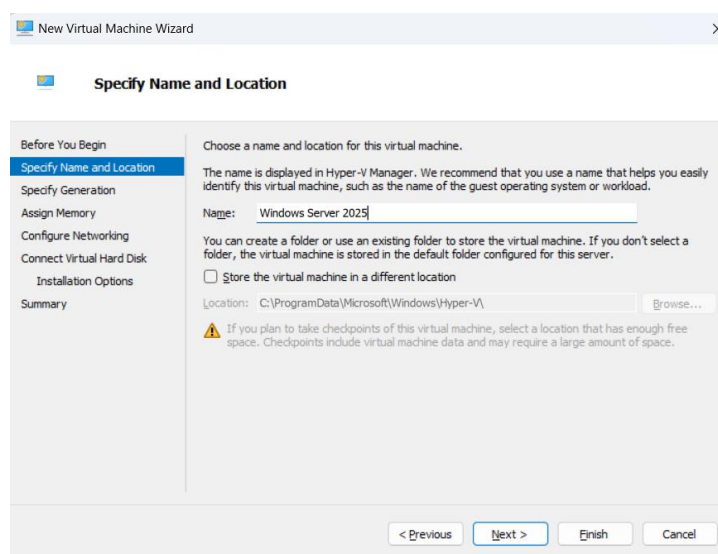 New Virtual Machine Wizard
Specify Name and Location
Before You Begin
Specify Name and Location
Specify Generation
Assign Memory
Configure Networking
Connect Virtual Hard Disk
Installation Options
Summary
Choose a name and location for this virtual machine.
The name is displayed in Hyper-V Manager. We recommend that you use a name that helps you easily
identify this virtual machine, such as the name of the guest operating system or workload.
Name: Windows Server 2025
You can create a folder or use an existing folder to store the virtual machine. If you don't select a
folder, the virtual machine is stored in the default folder configured for this server.
Store the virtual machine in a different location
Location: C:\ProgramData\Microsoft\Windows\Hyper-V\ Browse...
If you plan to take checkpoints of this virtual machine, select a location that has enough free
space. Checkpoints include virtual machine data and may require a large amount of space.
< Previous Next > Finish Cancel